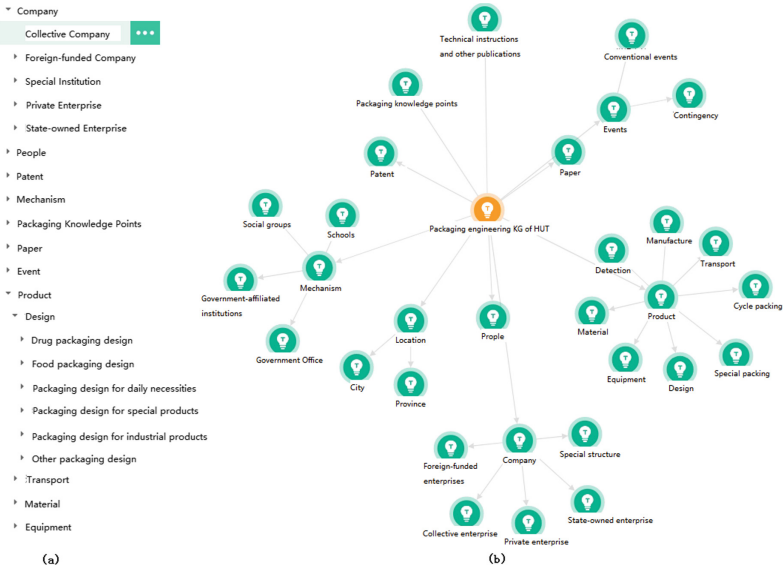 Company
Collective Company
Foreign-funded Company
Special Institution
Private Enterprise
State-owned Enterprise
People
Patent
Mechanism
Packaging Knowledge Points
Paper
Event
Product
Design
Drug packaging design
Food packaging design
Packaging design for daily necessities
Packaging design for special products
Packaging design for industrial products
Other packaging design
Transport
Material
Equipment
(a)
Technical instructions
and other publications
Conventional events
Packaging knowledge points
Contingency
Events
Patent
Paper
Packaging engineering KG of HUT
Social groups
Schools
Mechanism
Government-affiliated
institutions
Government Office
Location
City
Province
Prople
Manufacture
Detection
Transport
Product
Cycle packing
Material
Equipment
Design
Special packing
Company
Special structure
Foreign-funded
enterprises
Collective enterprise
Private enterprise
State-owned enterprise
(b)